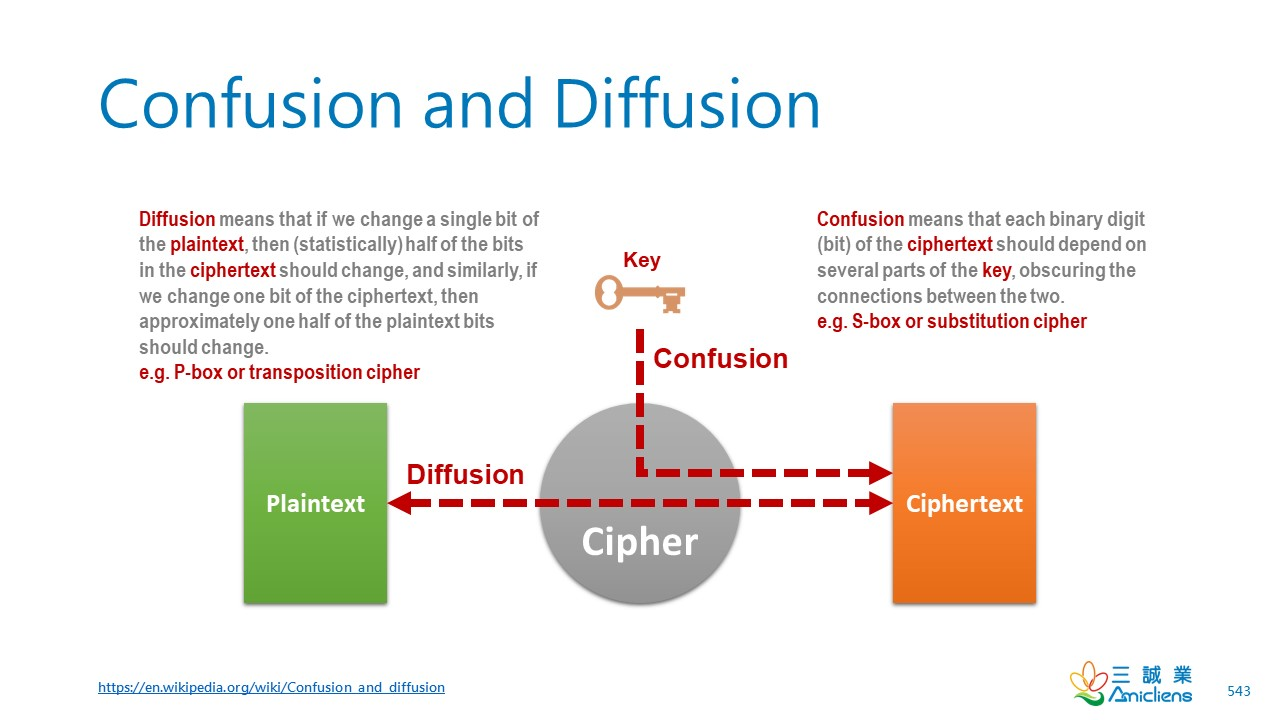 Confusion and Diffusion
Diffusion means that if we change a single bit of
the plaintext, then (statistically) half of the bits
in the ciphertext should change, and similarly, if
we change one bit of the ciphertext, then
approximately one half of the plaintext bits
should change.
e.g. P-box or transposition cipher
Key
Confusion means that each binary digit
(bit) of the ciphertext should depend on
several parts of the key, obscuring the
connections between the two.
e.g. S-box or substitution cipher
Confusion
Diffusion
Plaintext
Cipher
Ciphertext
https://en.wikipedia.org/wiki/Confusion_and_diffusion
三誠業
Amicliens
543